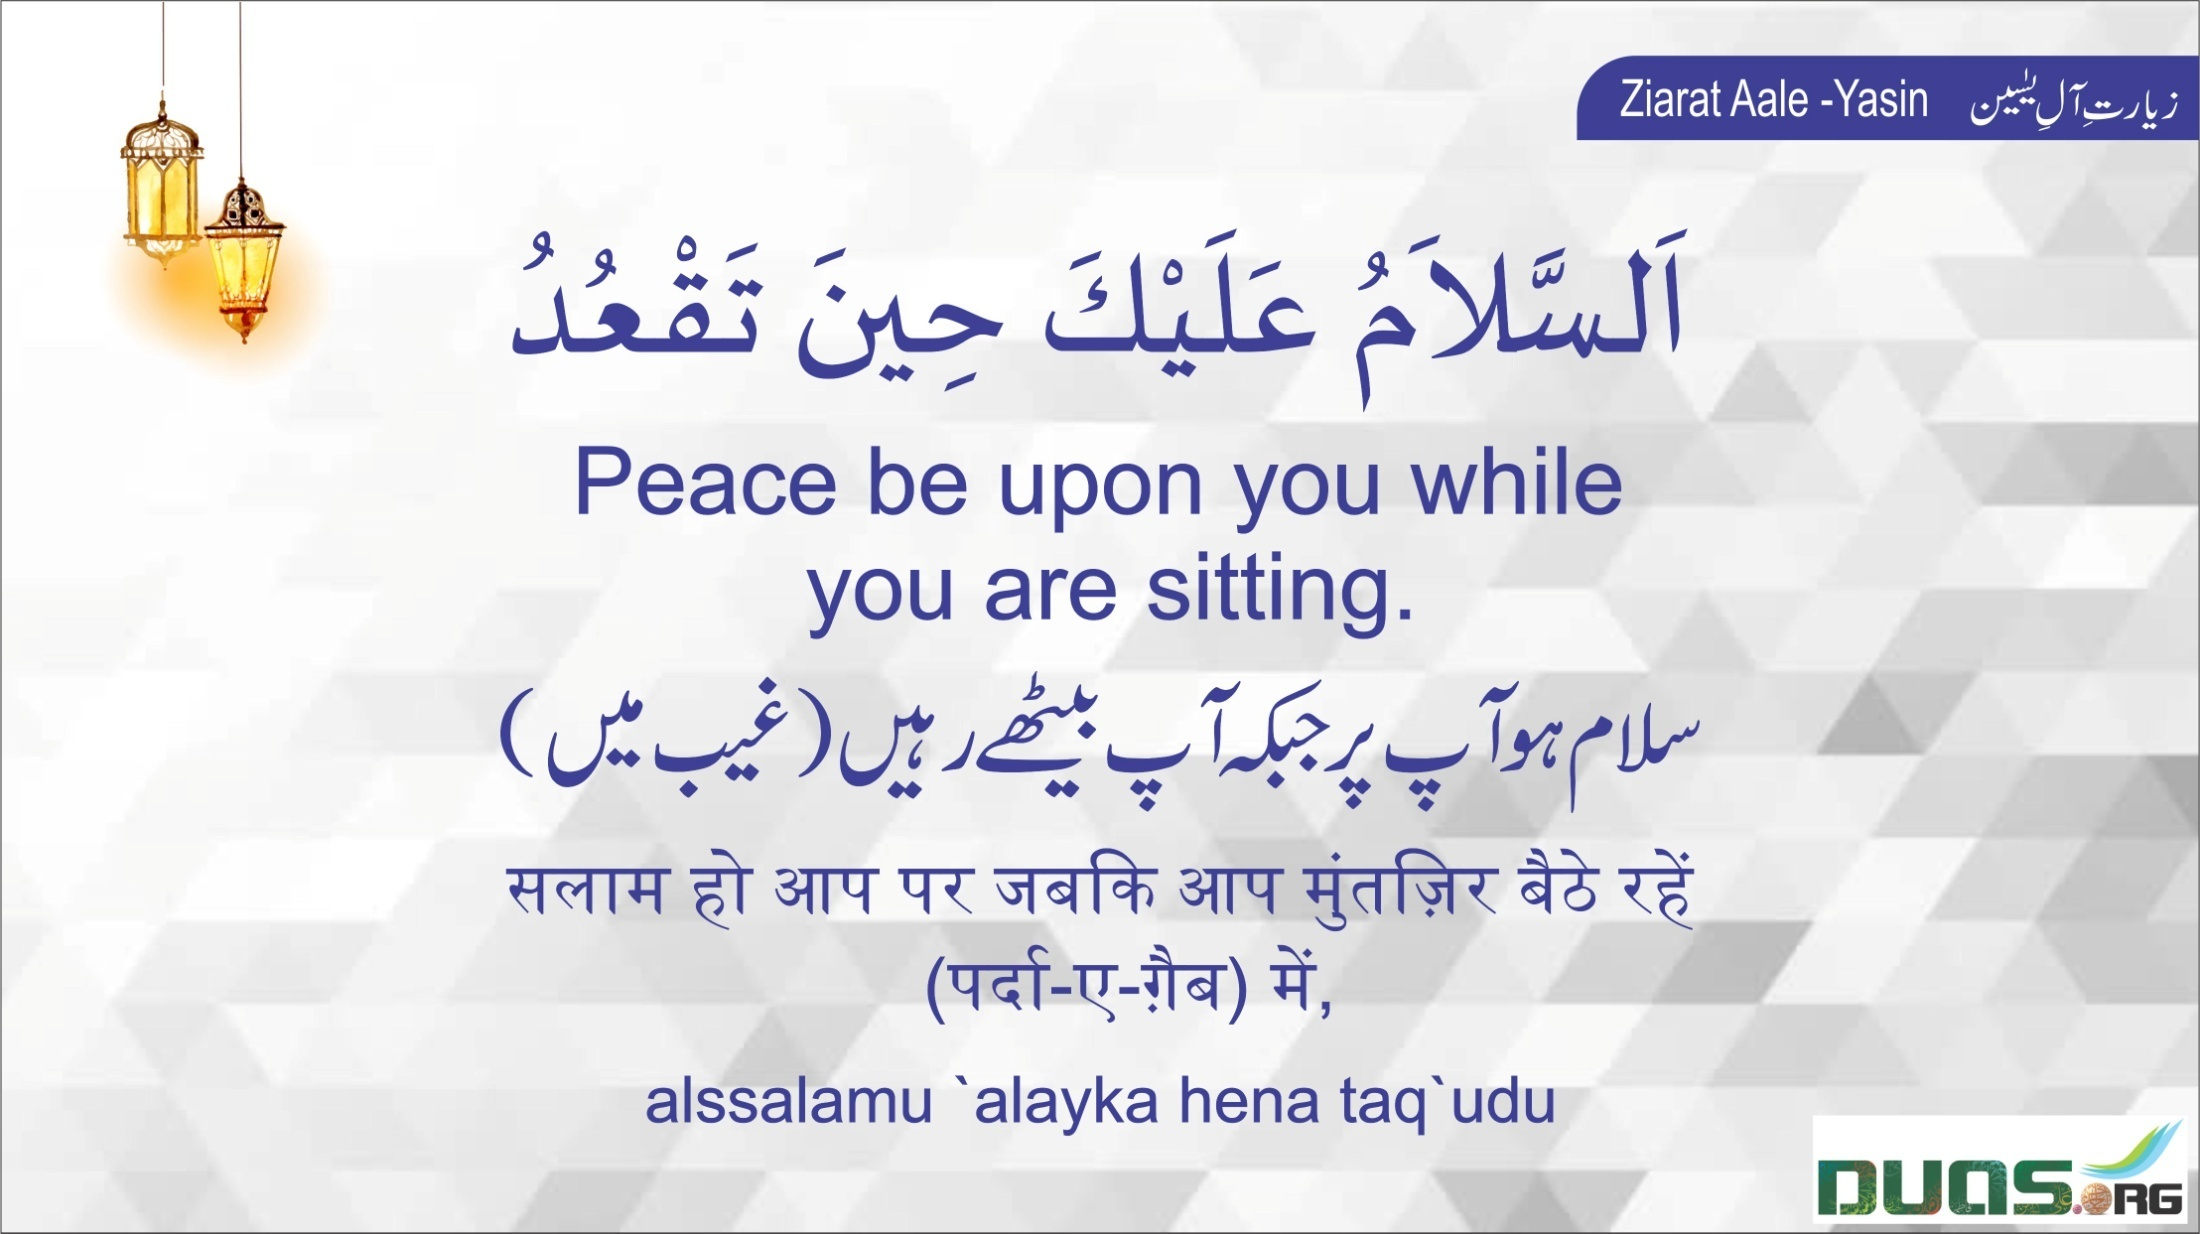 Ziarat Aale -Yasin زیارتِ آلِ یٰسین
اَلسَّلاَمُ عَلَيْكَ حِينَ تَقْعُدُ
Peace be upon you while
you are sitting.
سلام ہو آپ پر جبکہ آپ بیٹھے رہیں (غیب میں)
सलाम हो आप पर जबकि आप मुंतज़िर बैठे रहें
(पर्दा-ए-ग़ैब) में,
alssalamu `alayka hena taq`udu
DUAS.ORG